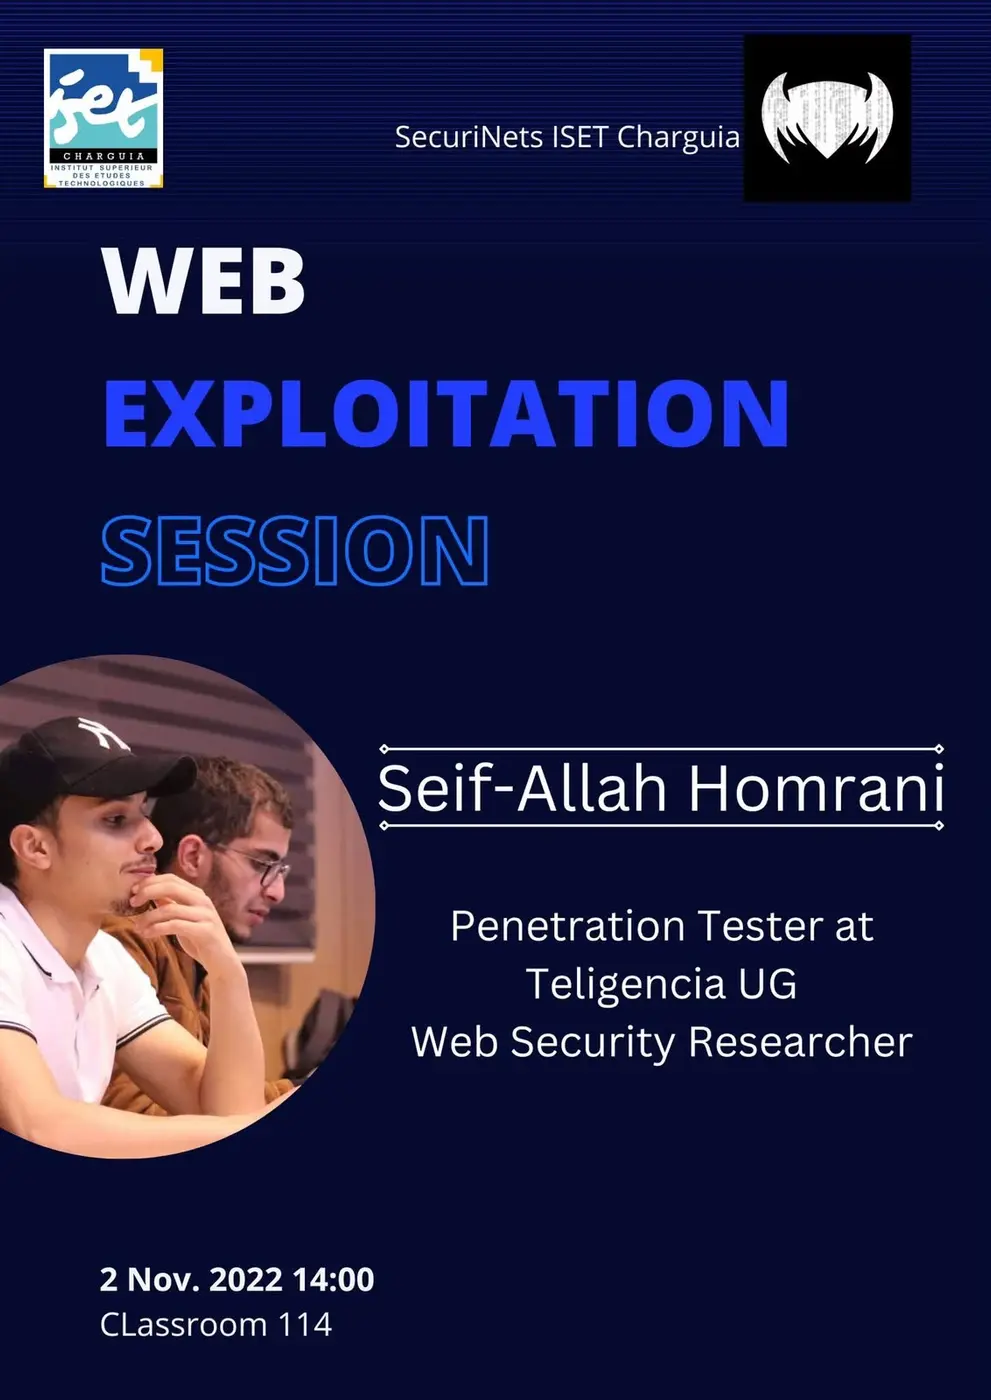 iset
CHARGUIA
INSTITUT SUPERIEUR
DES ETUDES
TECHNOLOGIQUES
SecuriNets ISET Charguia
WEB
EXPLOITATION
SESSION
Seif-Allah Homrani
Penetration Tester at
Teligencia UG
Web Security Researcher
2 Nov. 2022 14:00
CLassroom 114